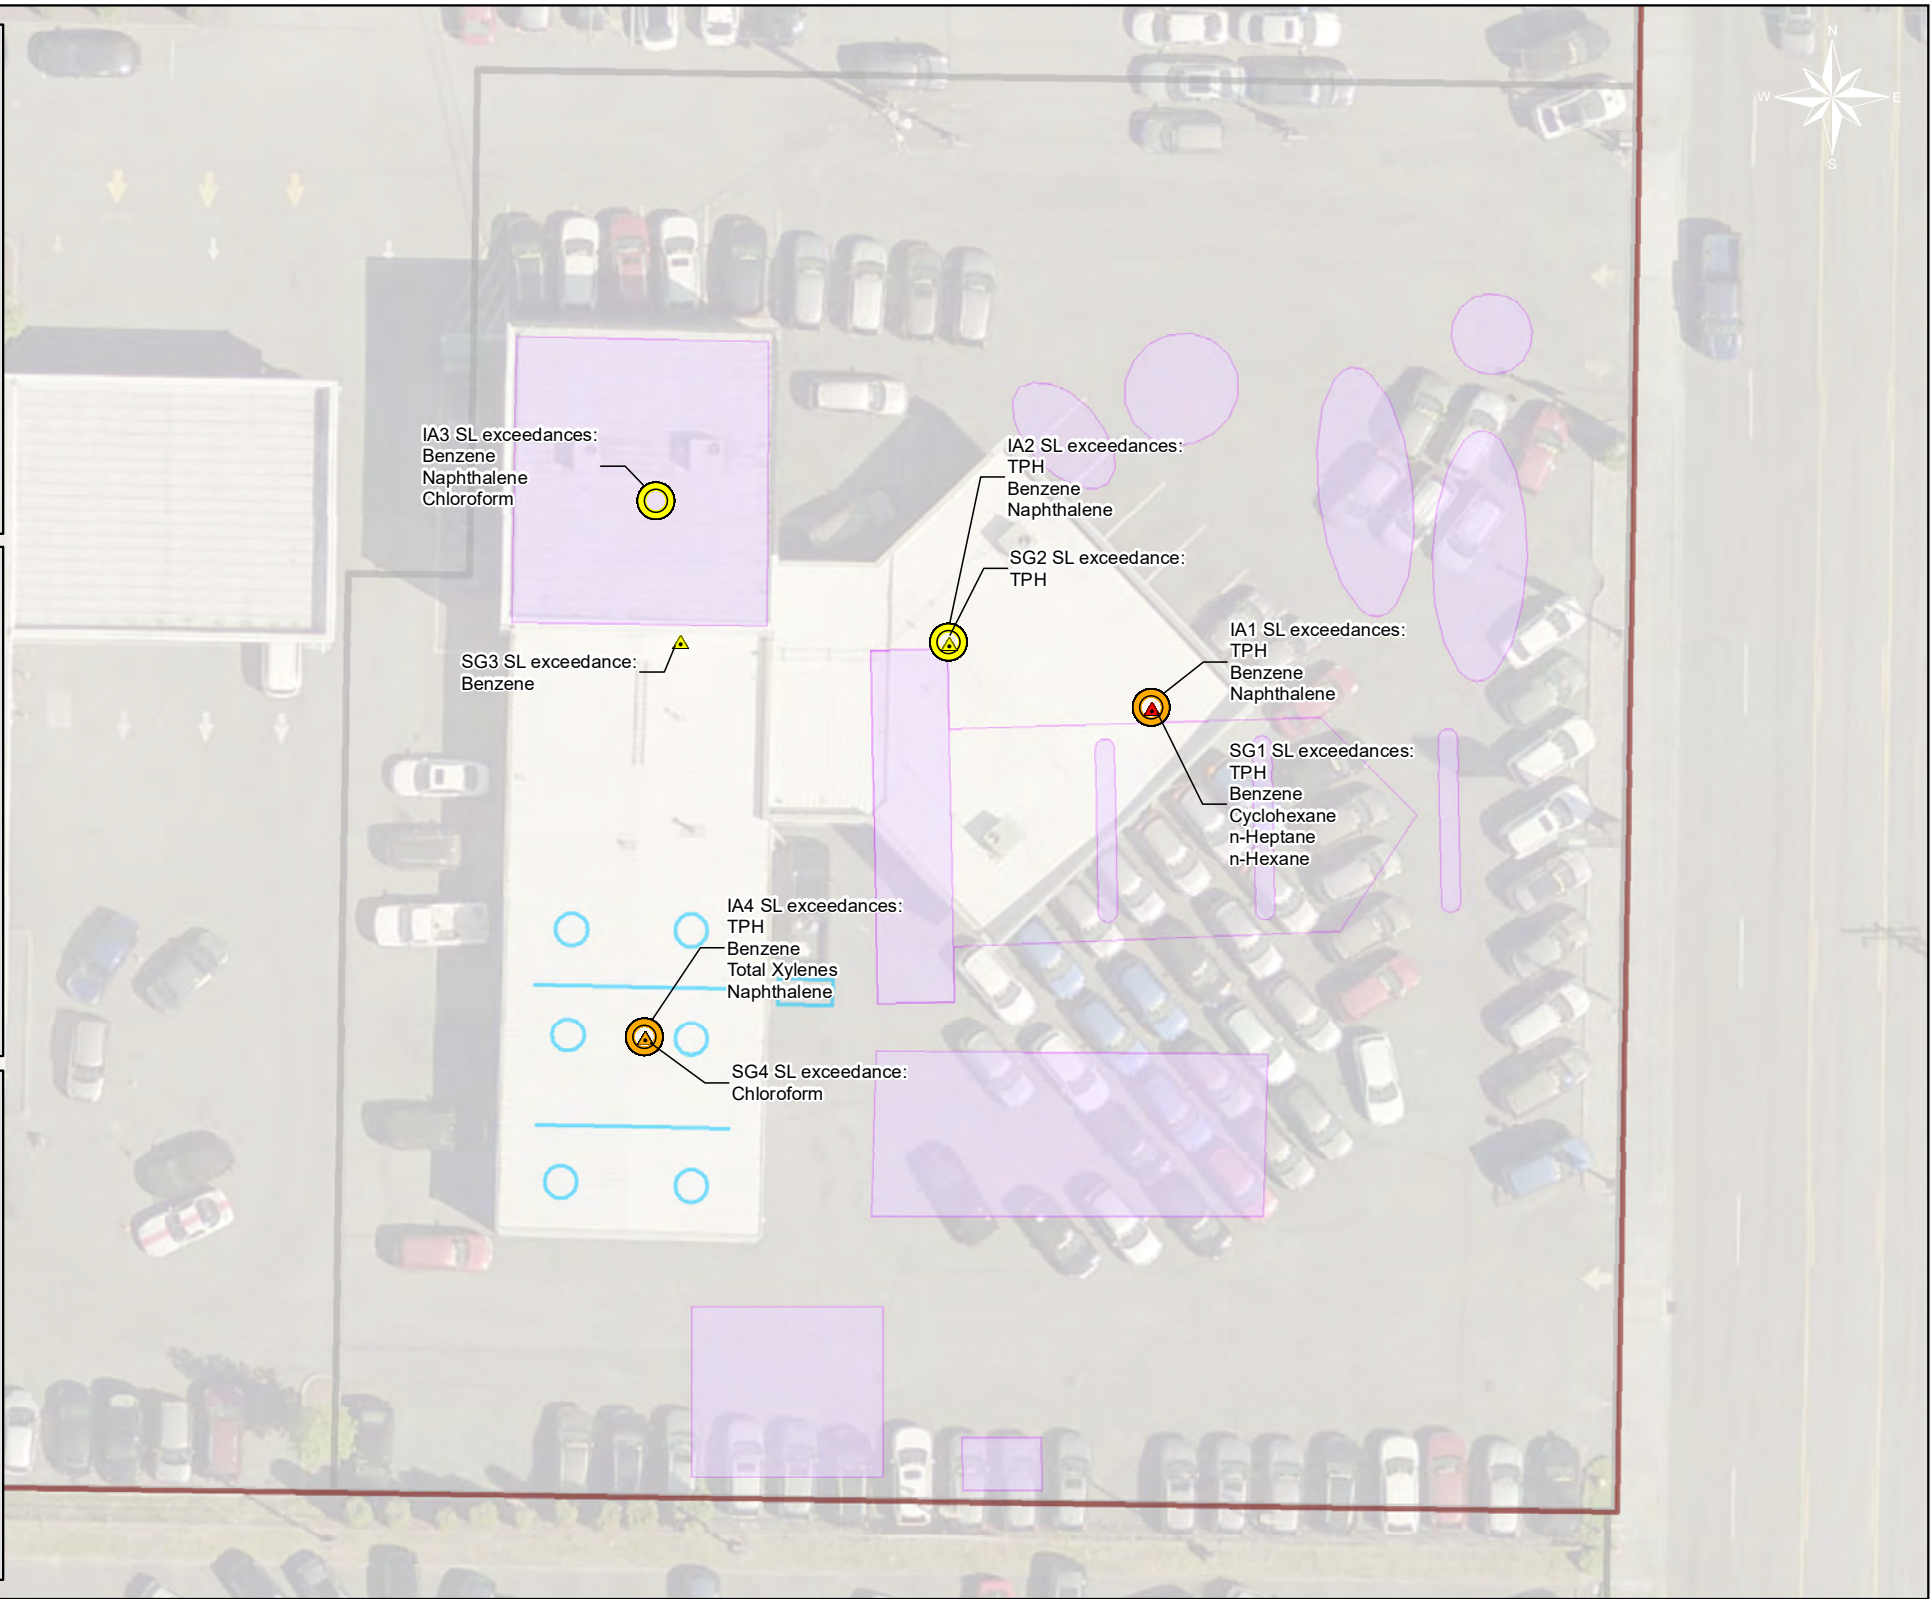 N
W E
S
IA3 SL exceedances:
Benzene
Naphthalene
Chloroform
IA2 SL exceedances:
TPH
Benzene
Naphthalene
SG2 SL exceedance:
TPH
IA1 SL exceedances:
TPH
Benzene
Naphthalene
SG3 SL exceedance:
Benzene
SG1 SL exceedances:
TPH
Benzene
Cyclohexane
n-Heptane
n-Hexane
IA4 SL exceedances:
TPH
Benzene
Total Xylenes
Naphthalene
SG4 SL exceedance:
Chloroform